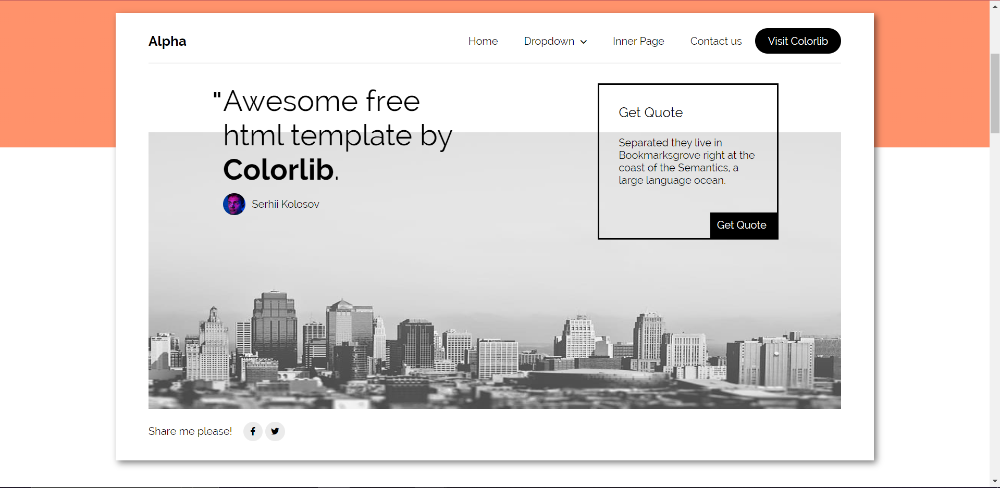 Alpha
Home
Dropdown
Inner Page
Contact us
Visit Colorlib
"Awesome free
html template by
Colorlib.
Serhii Kolosov
Get Quote
Separated they live in
Bookmarksgrove right at the
coast of the Semantics, a
large language ocean.
Get Quote
Share me please!